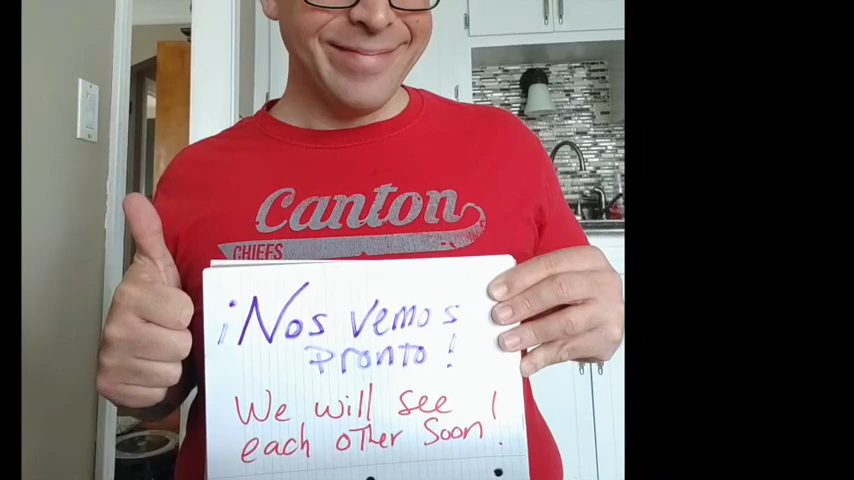 Canton
CHIEFS
¡Nos vemos
pronto!
We will see
each other soon!